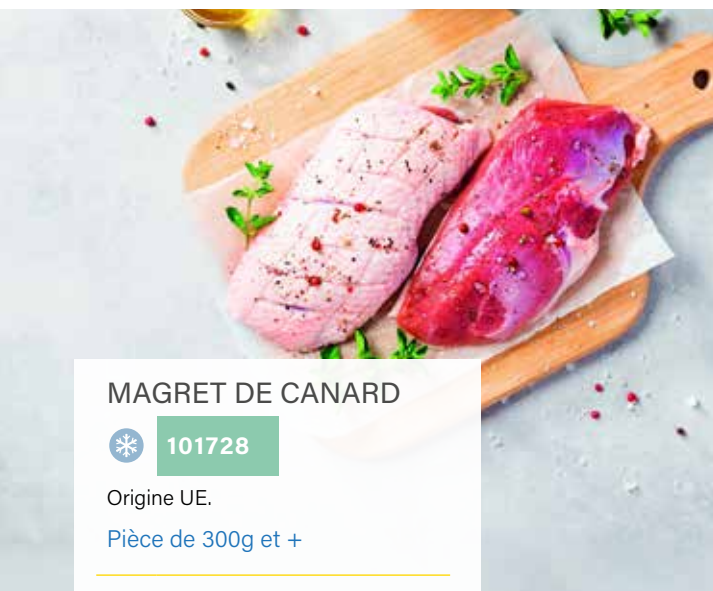 MAGRET DE CANARD
101728
Origine UE.
Pièce de 300g et +